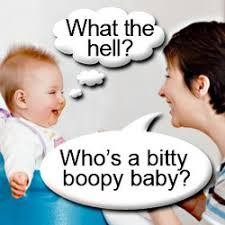 What the
hell?
Who's a bitty
boopy baby?